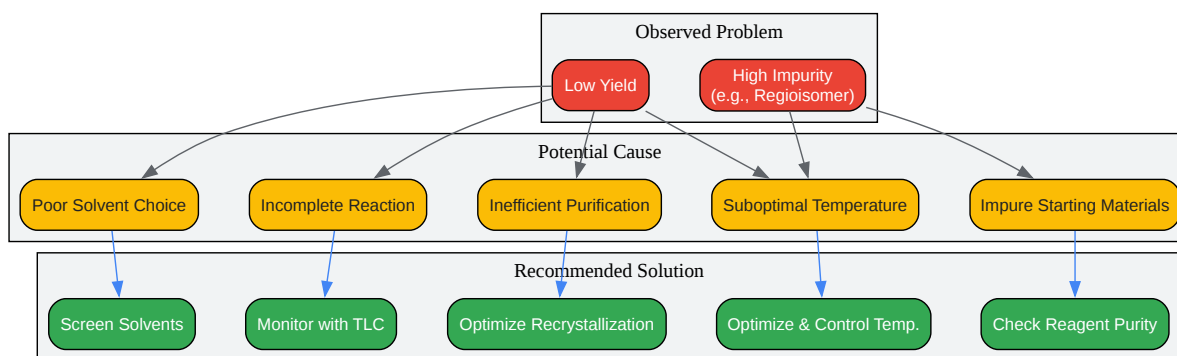 Observed Problem
Low Yield
High Impurity
(e.g., Regioisomer)
Potential Cause
Poor Solvent Choice
Incomplete Reaction
Inefficient Purification
Suboptimal Temperature
Impure Starting Materials
Recommended Solution
Screen Solvents
Monitor with TLC
Optimize Recrystallization
Optimize & Control Temp.
Check Reagent Purity